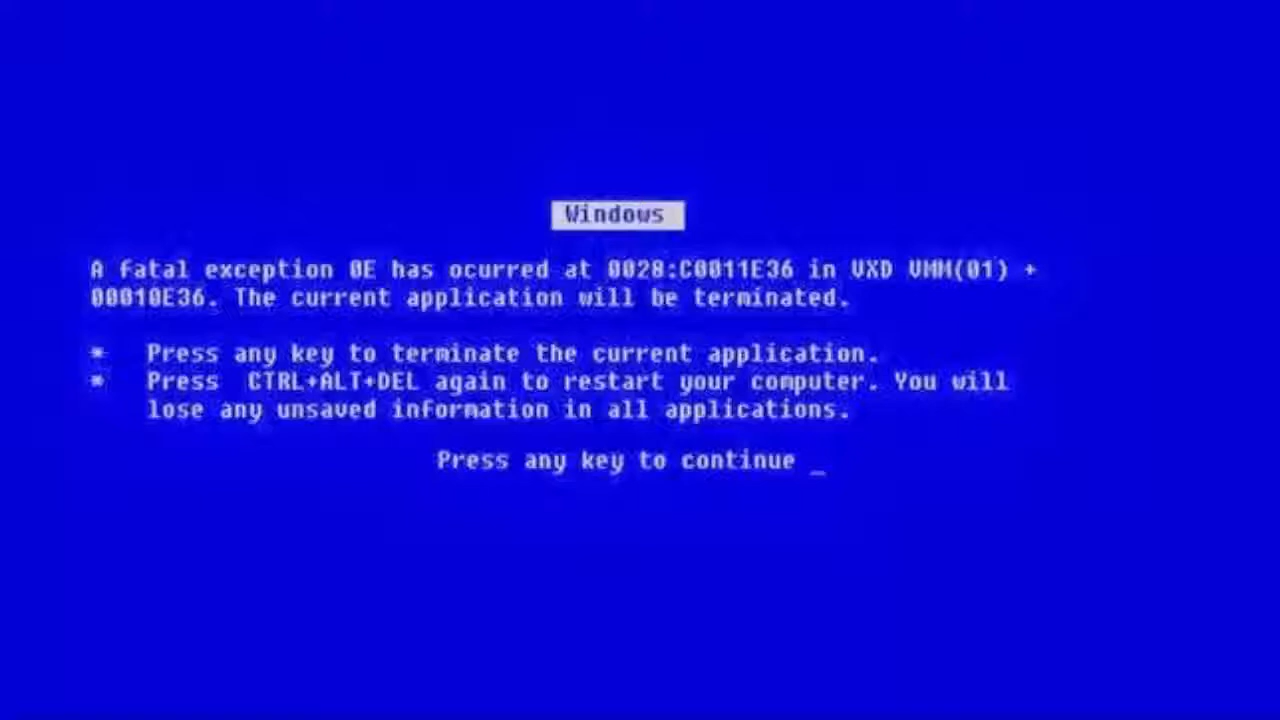 Windows
A fatal exception 0E has ocurred at 0028:C0011E36 in VXD VMM(01) +
00010E36. The current application will be terminated.
* Press any key to terminate the current application.
* Press CTRL+ALT+DEL again to restart your computer. You will
lose any unsaved information in all applications.
Press any key to continue _